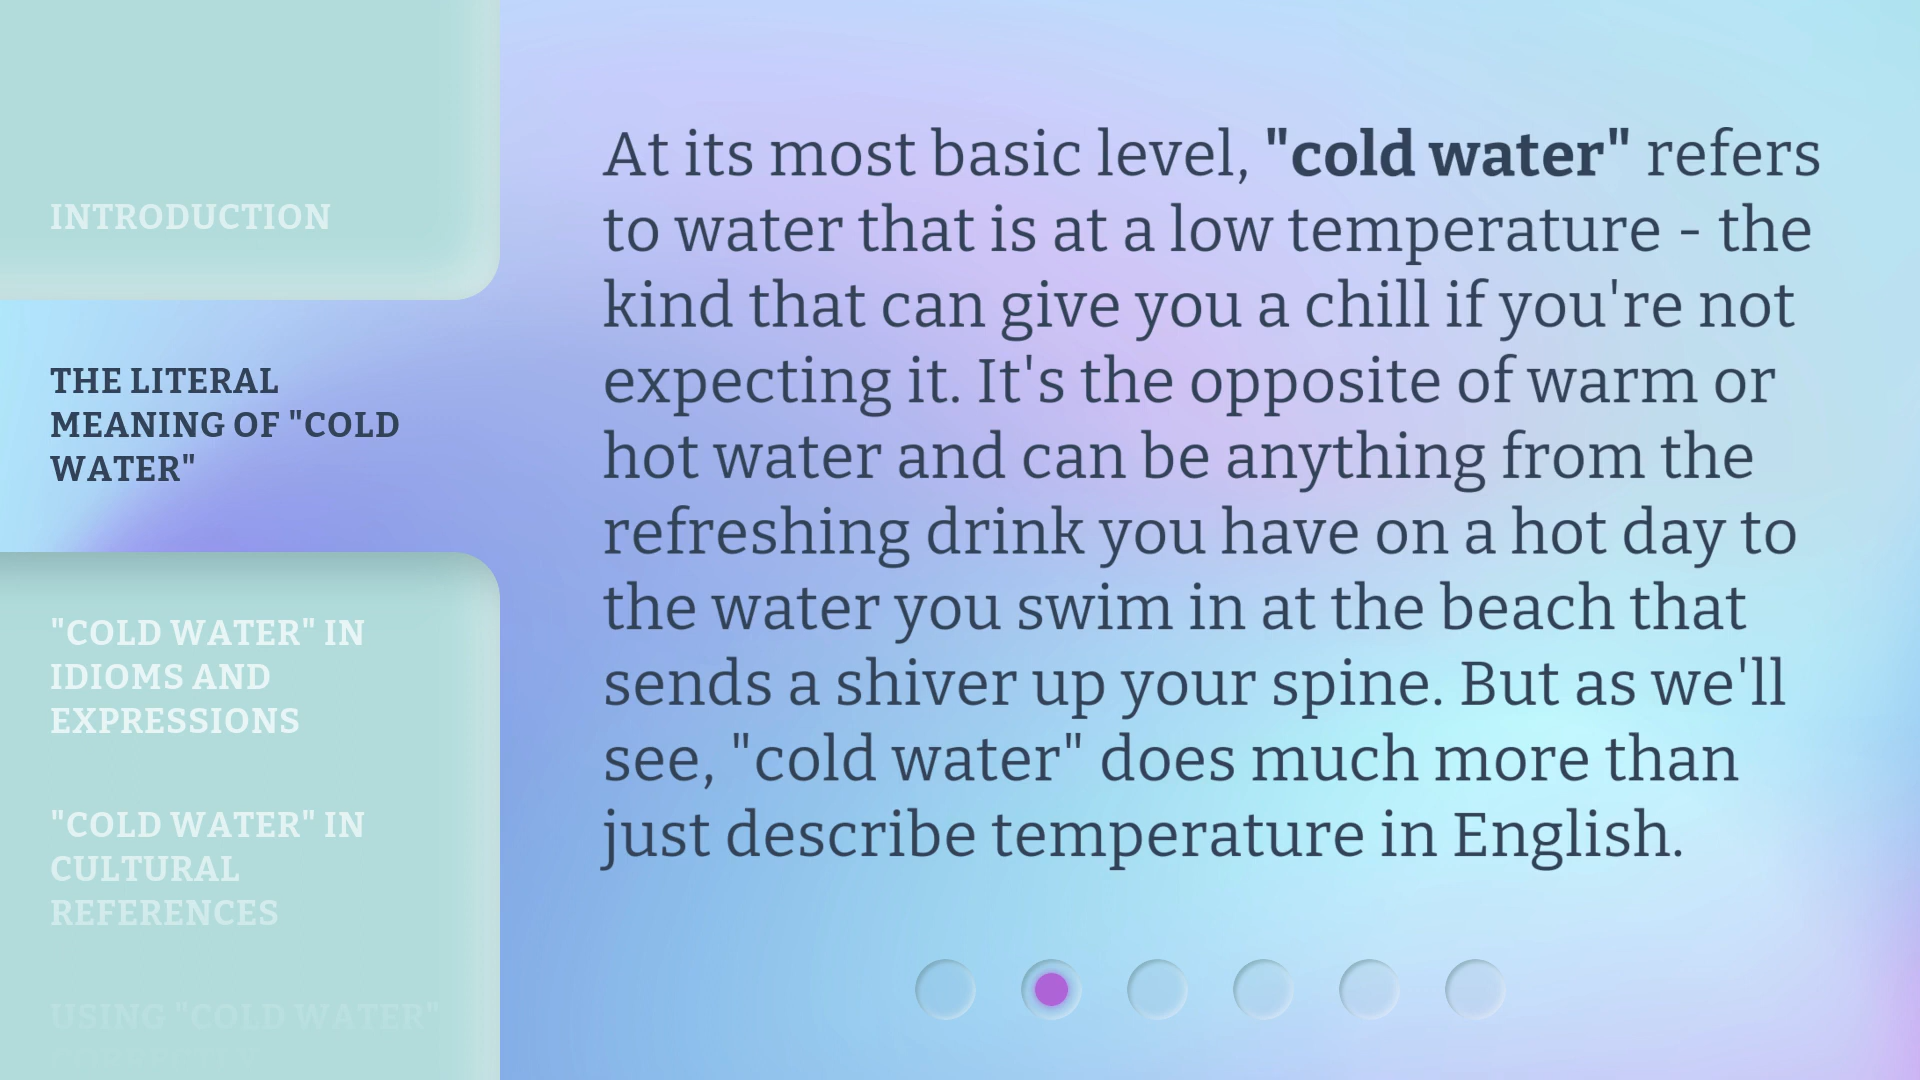 INTRODUCTION
THE LITERAL
MEANING OF "COLD
WATER"
"COLD WATER" IN
IDIOMS AND
EXPRESSIONS
"COLD WATER" IN
CULTURAL
REFERENCES
USING "COLD WATER"
CORRECTLY
At its most basic level, "cold water" refers
to water that is at a low temperature - the
kind that can give you a chill if you're not
expecting it. It's the opposite of warm or
hot water and can be anything from the
refreshing drink you have on a hot day to
the water you swim in at the beach that
sends a shiver up your spine. But as we'll
see, "cold water" does much more than
just describe temperature in English.